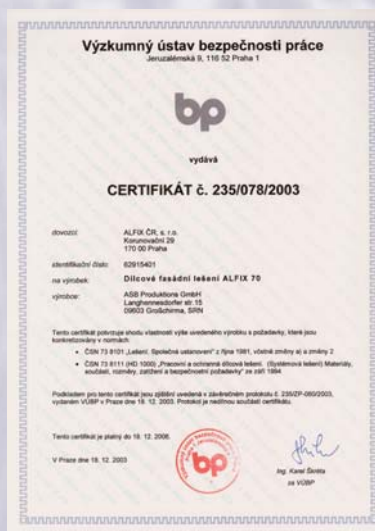 Výzkumný ústav bezpečnosti práce
Jeruzalémská 9, 116 52 Praha 1
bp
vydává
CERTIFIKÁT č. 235/078/2003
dovozci: ALFIX ČR, s. r.o.
Korunovační 29
170 00 Praha
identifikační číslo: 62915401
na výrobek: Dílcové fasádní lešení ALFIX 70
výrobce: ASB Produktions GmbH
Langhennesdorfer str. 15
09603 Großchirma, SRN
Tento certifikát potvrzuje shodu vlastností výše uvedeného výrobku s požadavky, které jsou
konkretizovány v normách
• ČSN 73 8101 „Lešení. Společná ustanovení" z října 1981, včetně změny a) a změny 2
• ČSN 73 8111 (HD 1000) „Pracovní a ochranná dílcová lešení. (Systémová lešení) Materiály,
součásti, rozměry, zatížení a bezpečnostní požadavky" ze září 1994
Podkladem pro tento certifikát jsou zjištění uvedená v závěrečném protokolu č. 235/ZP-060/2003,
vydaném VÚBP v Praze dne 18. 12. 2003. Protokol je nedílnou součástí certifikátu.
Tento certifikát je platný do 18. 12. 2006.
V Praze dne 18. 12. 2003
bp
Ing. Karel Škréta
za VÚBP